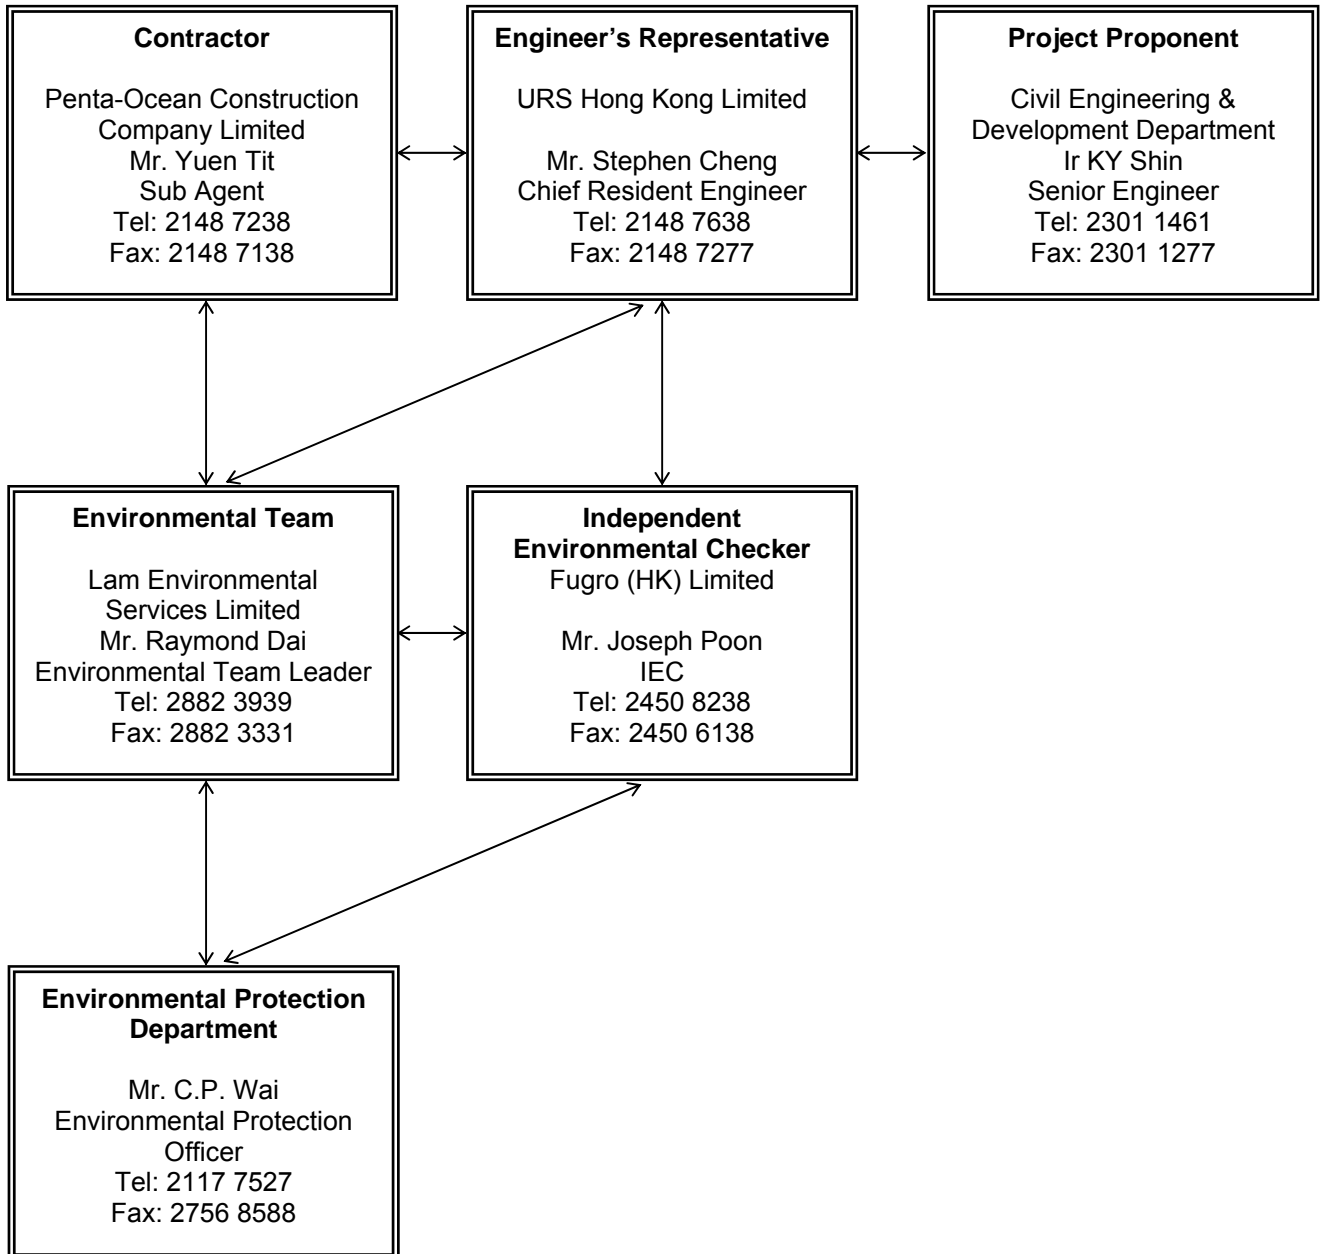 Contractor
Penta-Ocean Construction
Company Limited
Mr. Yuen Tit
Sub Agent
Tel: 2148 7238
Fax: 2148 7138
Engineer’s Representative
URS Hong Kong Limited
Mr. Stephen Cheng
Chief Resident Engineer
Tel: 2148 7638
Fax: 2148 7277
Project Proponent
Civil Engineering &
Development Department
Ir KY Shin
Senior Engineer
Tel: 2301 1461
Fax: 2301 1277
Environmental Team
Lam Environmental
Services Limited
Mr. Raymond Dai
Environmental Team Leader
Tel: 2882 3939
Fax: 2882 3331
Independent
Environmental Checker
Fugro (HK) Limited
Mr. Joseph Poon
IEC
Tel: 2450 8238
Fax: 2450 6138
Environmental Protection
Department
Mr. C.P. Wai
Environmental Protection
Officer
Tel: 2117 7527
Fax: 2756 8588